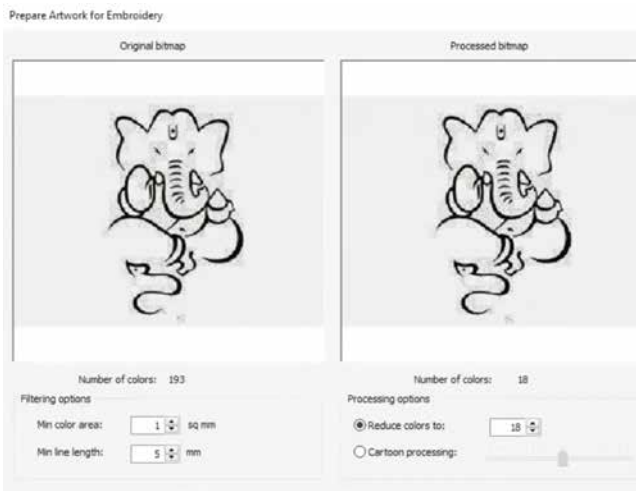 Prepare Artwork for Embroidery
Original bitmap
Processed bitmap
Number of colors: 193
Number of colors: 18
Filtering options
Processing options
Min color area: 1 sq mm
Reduce colors to: 18
Min line length: 5 mm
Cartoon processing: